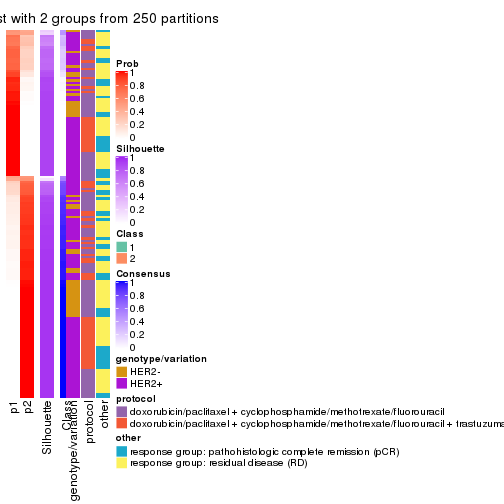 st with 2 groups from 250 partitions
Prob
1
0.8
0.6
0.4
0.2
0
Silhouette
1
0.8
0.6
0.4
0.2
0
Class
1
2
Consensus
1
0.8
0.6
0.4
0.2
0
genotype/variation
HER2-
HER2+
protocol
doxorubicin/paclitaxel + cyclophosphamide/methotrexate/fluorouracil
doxorubicin/paclitaxel + cyclophosphamide/methotrexate/fluorouracil + trastuzuma
other
response group: pathohistologic complete remission (pCR)
response group: residual disease (RD)
p1
p2
Silhouette
Class
genotype/variation
protocol
other